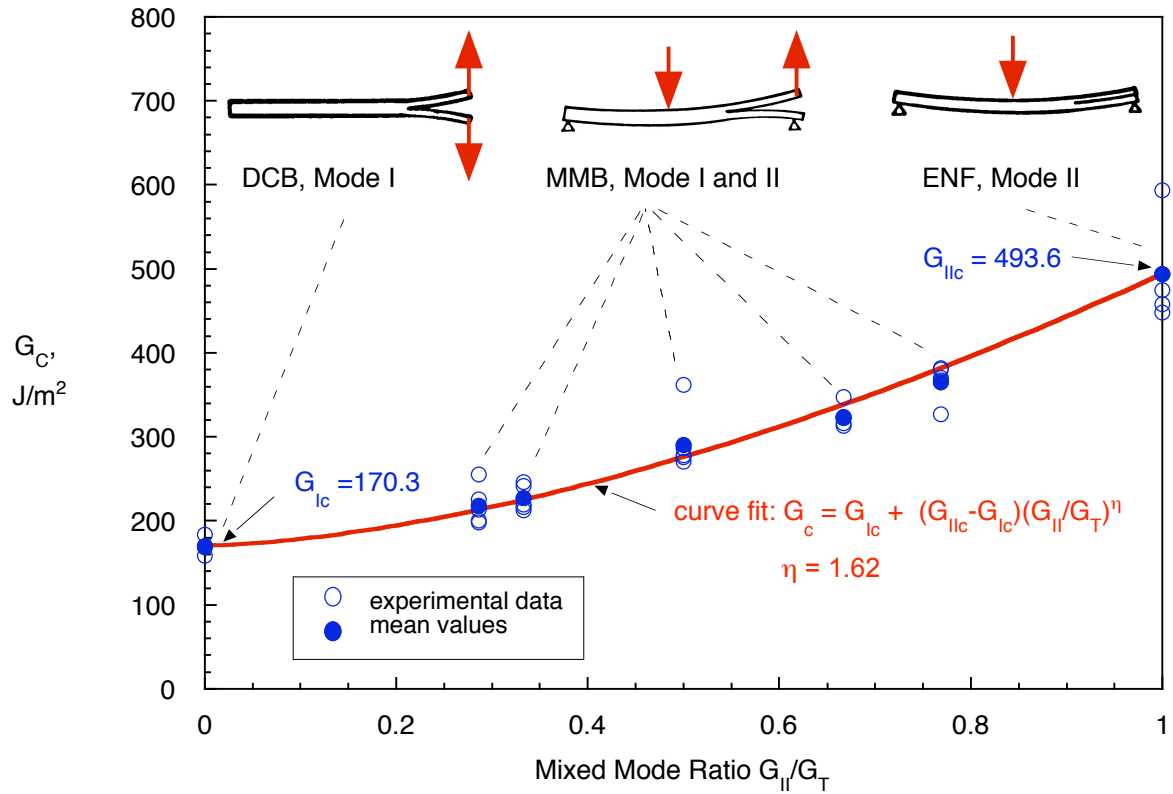 800
700
600
500
400
300
200
100
0
G_C,
J/m²
DCB, Mode I
MMB, Mode I and II
ENF, Mode II
G_IIc = 493.6
G_Ic =170.3
curve fit: G_c = G_Ic + (G_IIc-G_Ic)(G_II/G_T)^η
η = 1.62
experimental data
mean values
0 0.2 0.4 0.6 0.8 1
Mixed Mode Ratio G_II/G_T